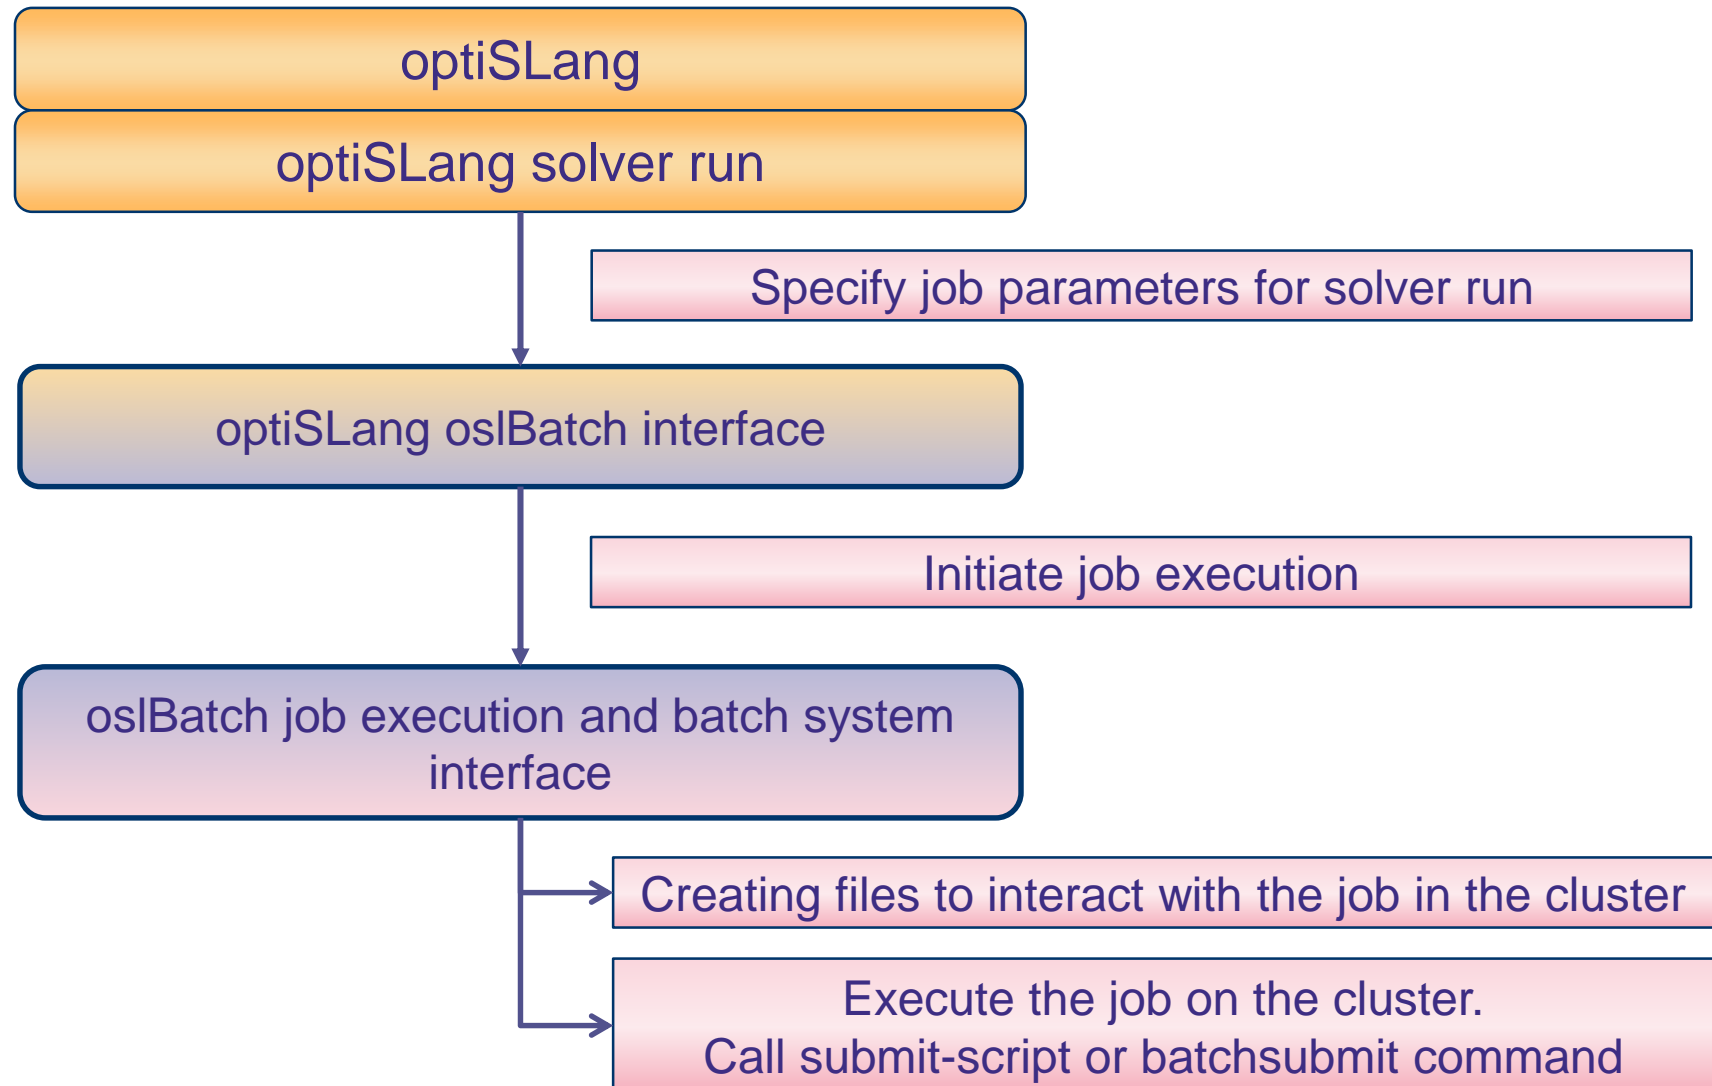 optiSLang
optiSLang solver run
Specify job parameters for solver run
optiSLang oslBatch interface
Initiate job execution
oslBatch job execution and batch system
interface
Creating files to interact with the job in the cluster
Execute the job on the cluster.
Call submit-script or batchsubmit command